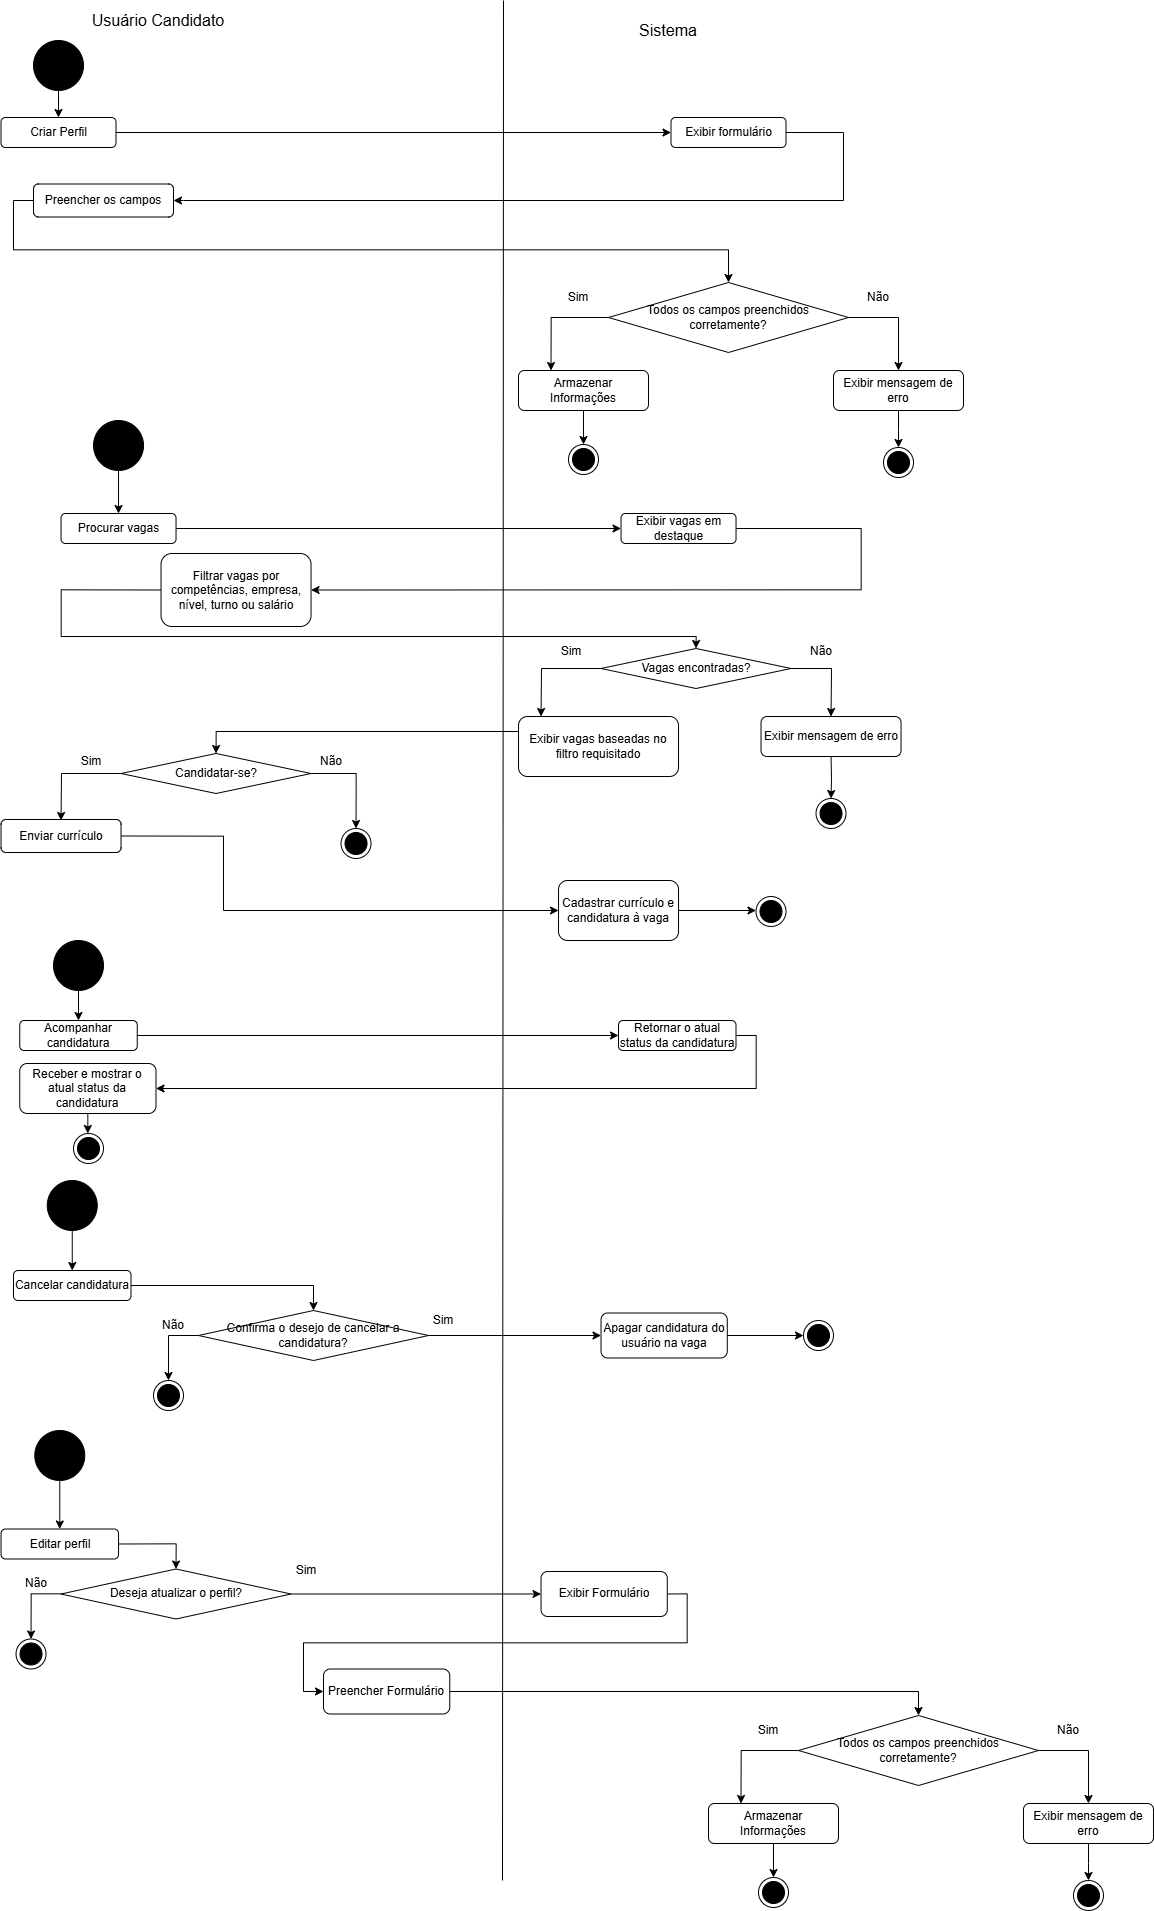 Usuário Candidato
Sistema
Criar Perfil
Exibir formulário
Preencher os campos
Sim
Não
Todos os campos preenchidos
corretamente?
Armazenar
Informações
Exibir mensagem de
erro
Procurar vagas
Exibir vagas em
destaque
Filtrar vagas por
competências, empresa,
nível, turno ou salário
Sim
Não
Vagas encontradas?
Exibir vagas baseadas no
filtro requisitado
Exibir mensagem de erro
Sim
Não
Candidatar-se?
Enviar currículo
Cadastrar currículo e
candidatura à vaga
Acompanhar
candidatura
Retornar o atual
status da candidatura
Receber e mostrar o
atual status da
candidatura
Cancelar candidatura
Não
Sim
Confirma o desejo de cancelar a
candidatura?
Apagar candidatura do
usuário na vaga
Editar perfil
Não
Sim
Deseja atualizar o perfil?
Exibir Formulário
Preencher Formulário
Sim
Não
Todos os campos preenchidos
corretamente?
Armazenar
Informações
Exibir mensagem de
erro